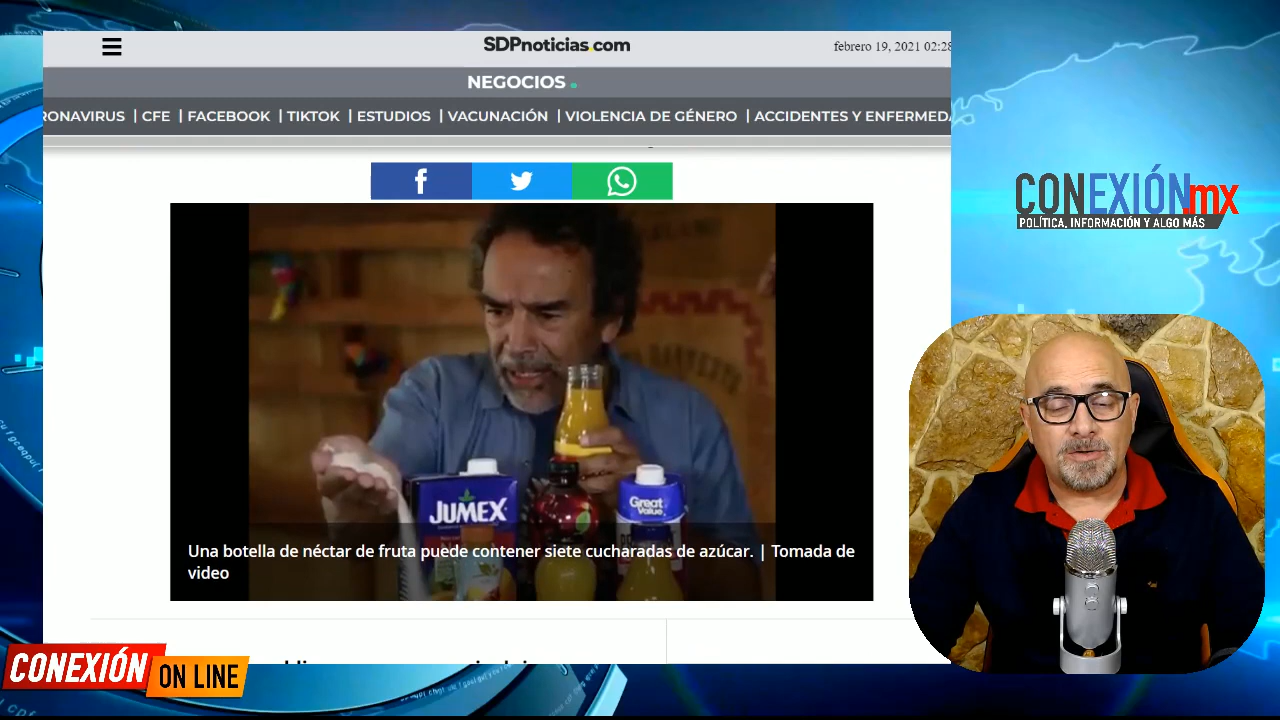 SDPnoticias.com
febrero 19, 2021 02:28
NEGOCIOS
RONAVIRUS | CFE | FACEBOOK | TIKTOK | ESTUDIOS | VACUNACIÓN | VIOLENCIA DE GÉNERO | ACCIDENTES Y ENFERMEDA
CONEXIÓN.mx
POLÍTICA, INFORMACIÓN Y ALGO MÁS
JUMEX
Great
Value
Una botella de néctar de fruta puede contener siete cucharadas de azúcar. | Tomada de
video
CONEXIÓN
ON LINE